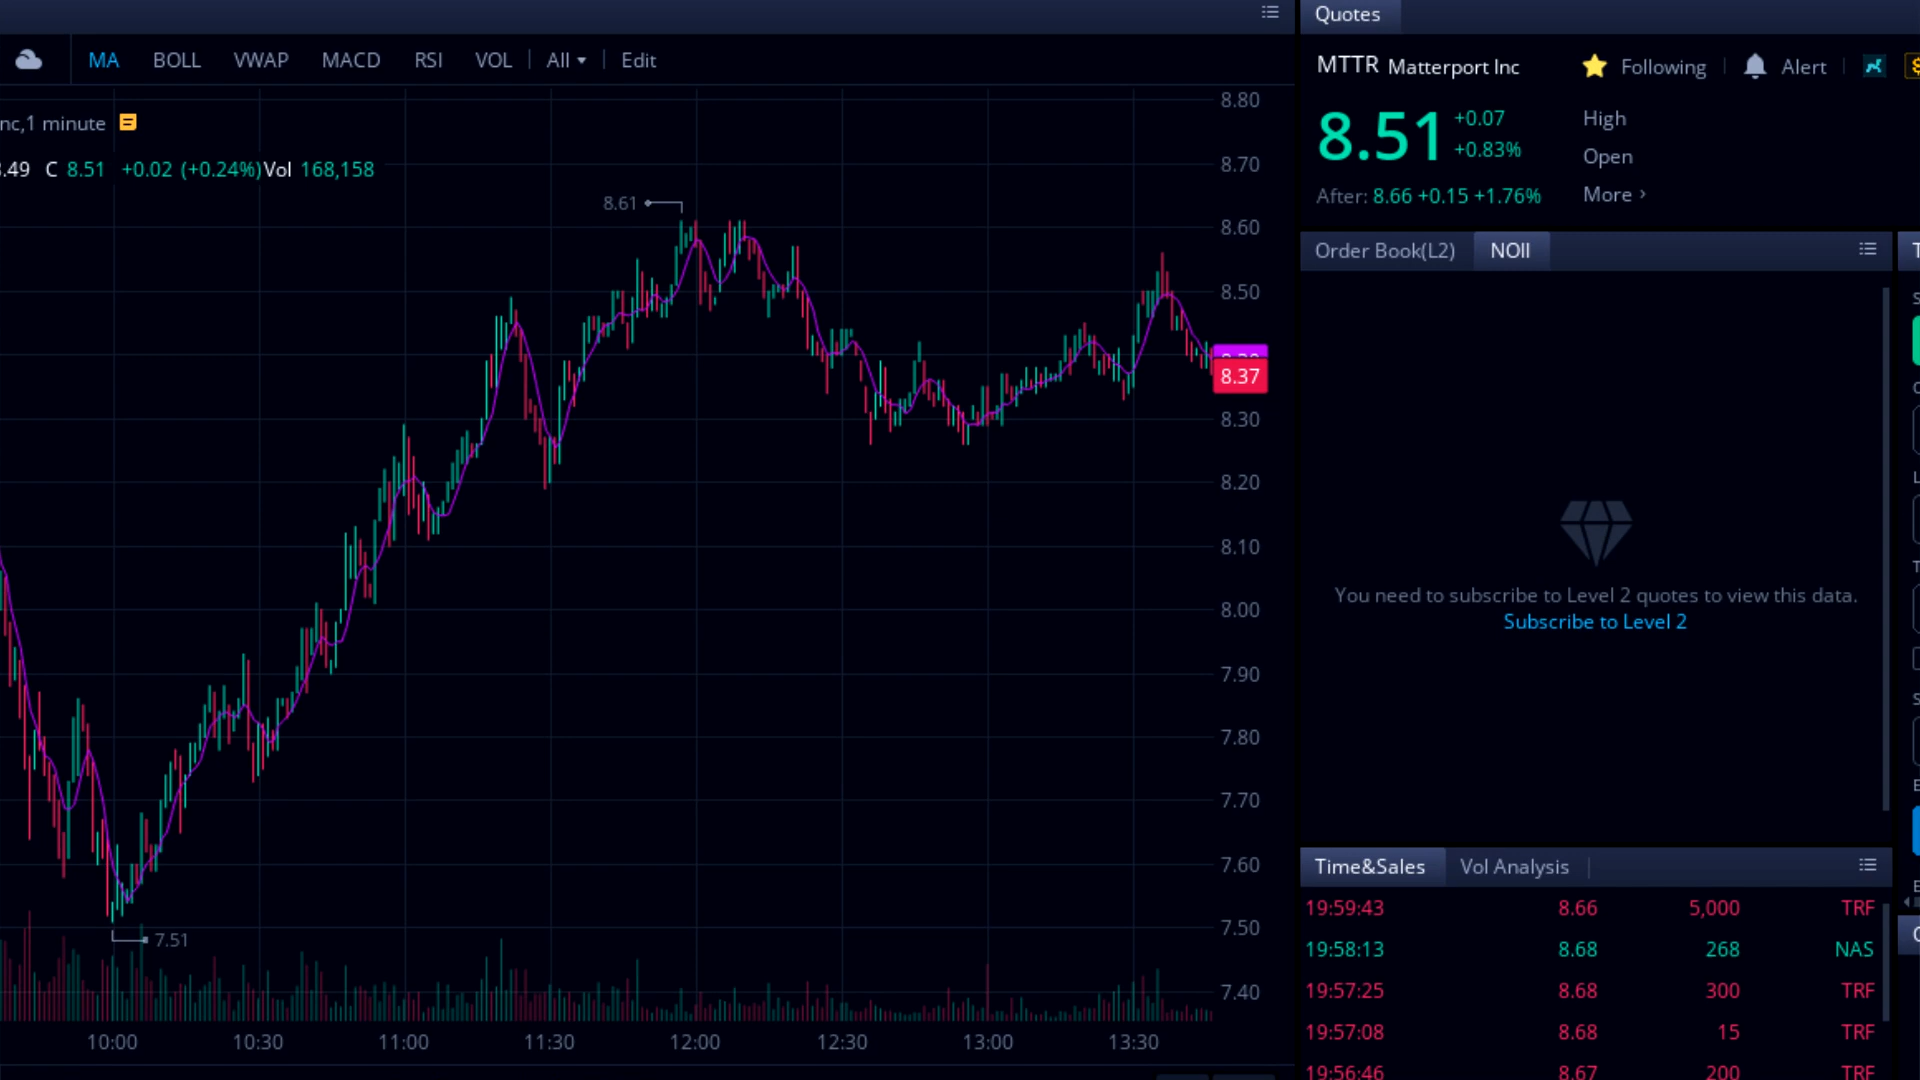 Quotes
MA BOLL VWAP MACD RSI VOL All Edit
MTTR Matterport Inc Following Alert
nc,1 minute
8.51 +0.07
+0.83%
High
Open
After: 8.66 +0.15 +1.76% More ›
.49 C 8.51 +0.02 (+0.24%)Vol 168,158
8.61
7.51
8.80
8.70
8.60
8.50
8.37
8.30
8.20
8.10
8.00
7.90
7.80
7.70
7.60
7.50
7.40
10:00 10:30 11:00 11:30 12:00 12:30 13:00 13:30
Order Book(L2) NOII
You need to subscribe to Level 2 quotes to view this data.
Subscribe to Level 2
Time&Sales Vol Analysis
19:59:43 8.66 5,000 TRF
19:58:13 8.68 268 NAS
19:57:25 8.68 300 TRF
19:57:08 8.68 15 TRF
19:56:46 8.67 200 TRF